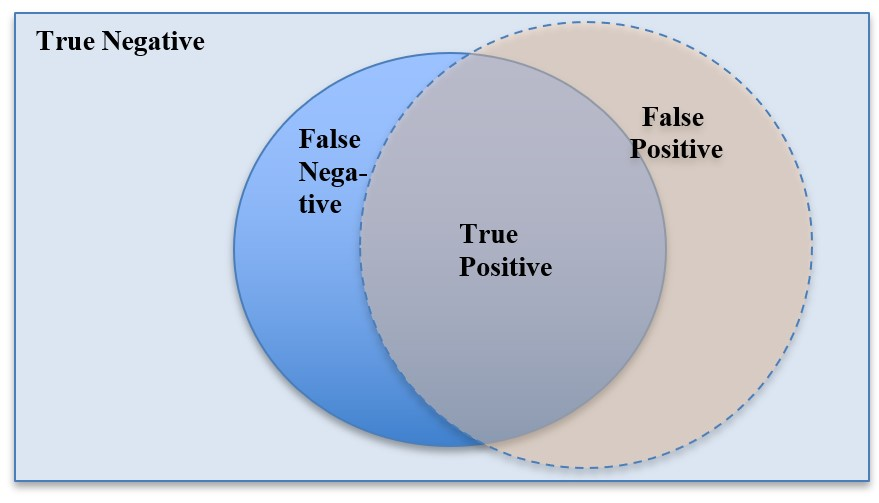 True Negative
False
Positive
False
Nega-
tive
True
Positive